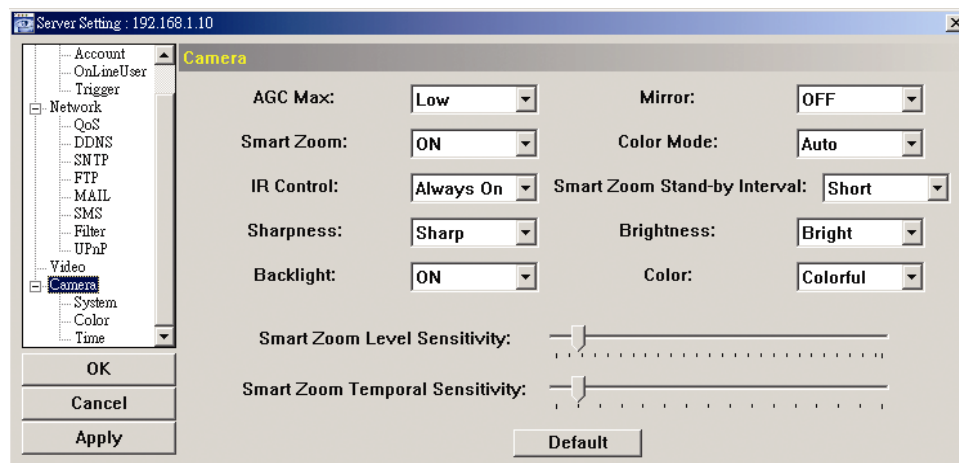 Server Setting : 192.168.1.10
Account
OnLineUser
Trigger
Network
QoS
DDNS
SNTP
FTP
MAIL
SMS
Filter
UPnP
Video
Camera
System
Color
Time
OK
Cancel
Apply
Camera
AGC Max: Low Mirror: OFF
Smart Zoom: ON Color Mode: Auto
IR Control: Always On Smart Zoom Stand-by Interval: Short
Sharpness: Sharp Brightness: Bright
Backlight: ON Color: Colorful
Smart Zoom Level Sensitivity:
Smart Zoom Temporal Sensitivity:
Default